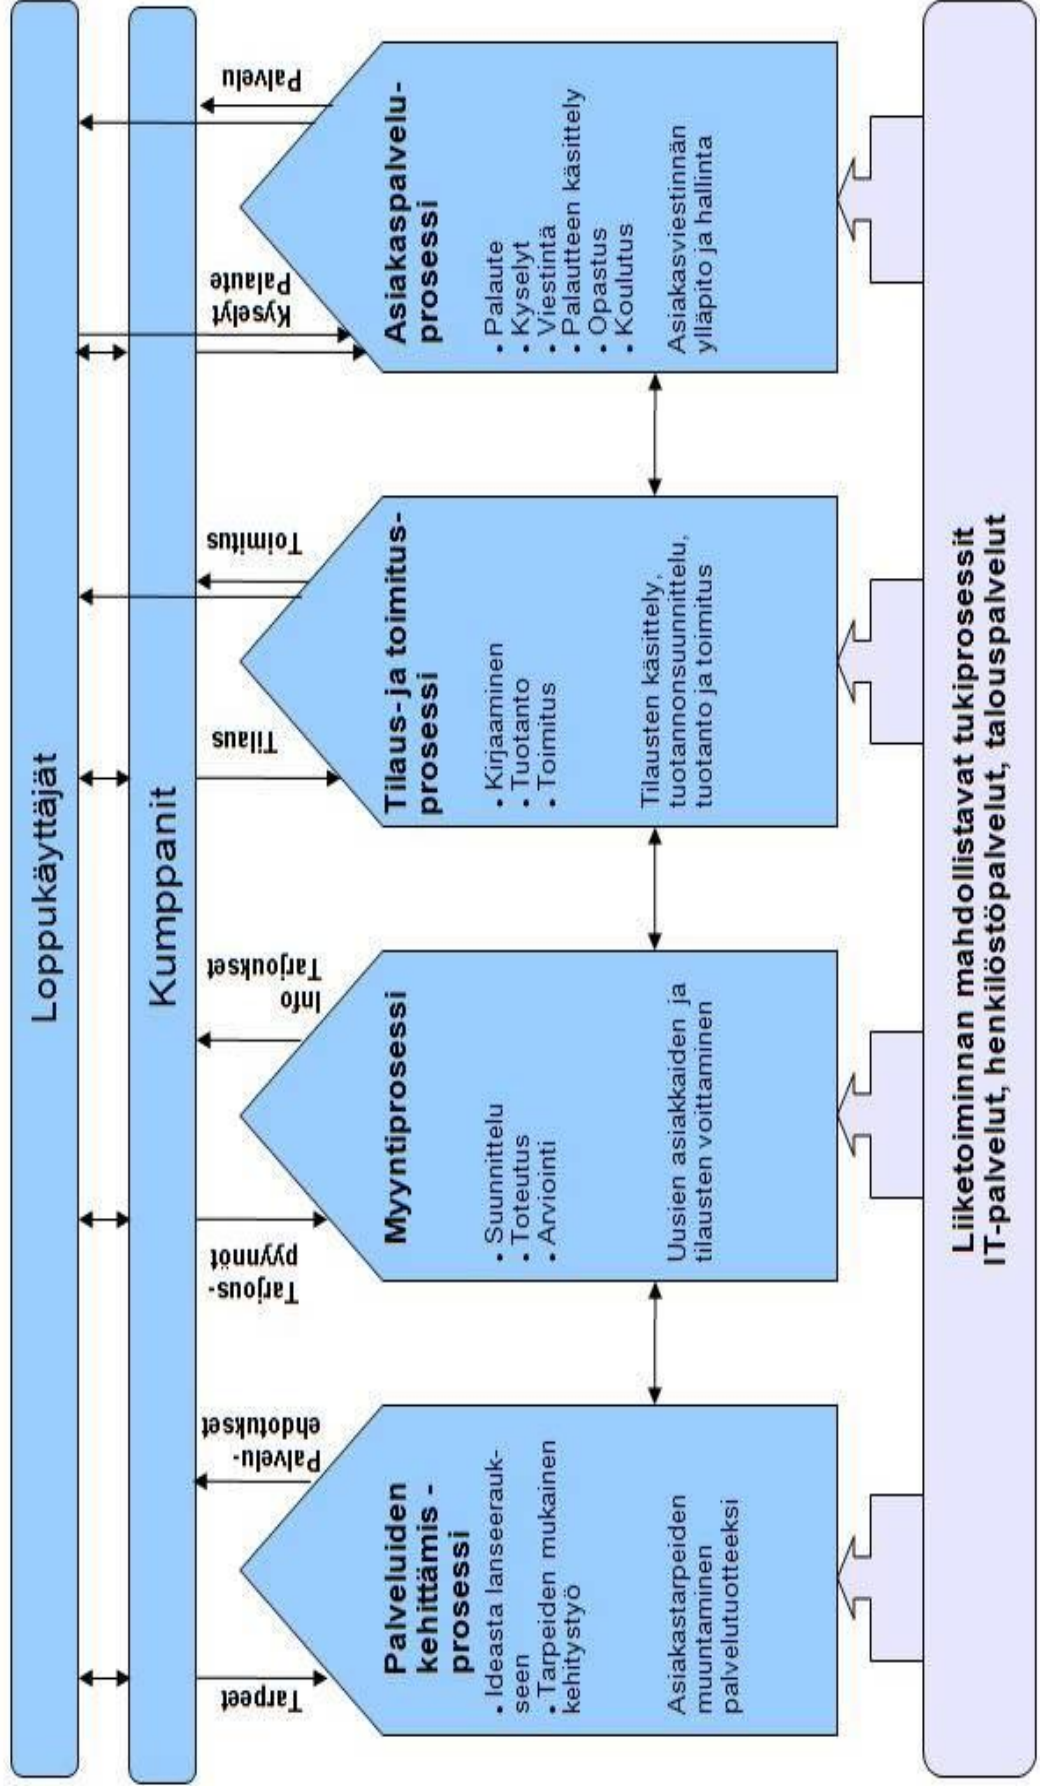 Loppukäyttäjät
Kumppanit
Tarpeet
Palvelu-
ehdotukset
Tarjous-
pyynnöt
Info
Tarjoukset
Tilaus
Toimitus
Kyselyt
Palaute
Palvelu
Palveluiden
kehittämis -
prosessi
• Ideasta lanseerauk-
seen
• Tarpeiden mukainen
kehitystyö
Asiakastarpeiden
muuntaminen
palvelutuotteeksi
Myyntiprosessi
• Suunnittelu
• Toteutus
• Arviointi
Uusien asiakkaiden ja
tilausten voittaminen
Tilaus- ja toimitus-
prosessi
• Kirjaaminen
• Tuotanto
• Toimitus
Tilausten käsittely,
tuotannonsuunnittelu,
tuotanto ja toimitus
Asiakaspalvelu-
prosessi
• Palaute
• Kyselyt
• Viestintä
• Palautteen käsittely
• Opastus
• Koulutus
Asiakasviestinnän
ylläpito ja hallinta
Liiketoiminnan mahdollistavat tukiprosessit
IT-palvelut, henkilöstöpalvelut, talouspalvelut